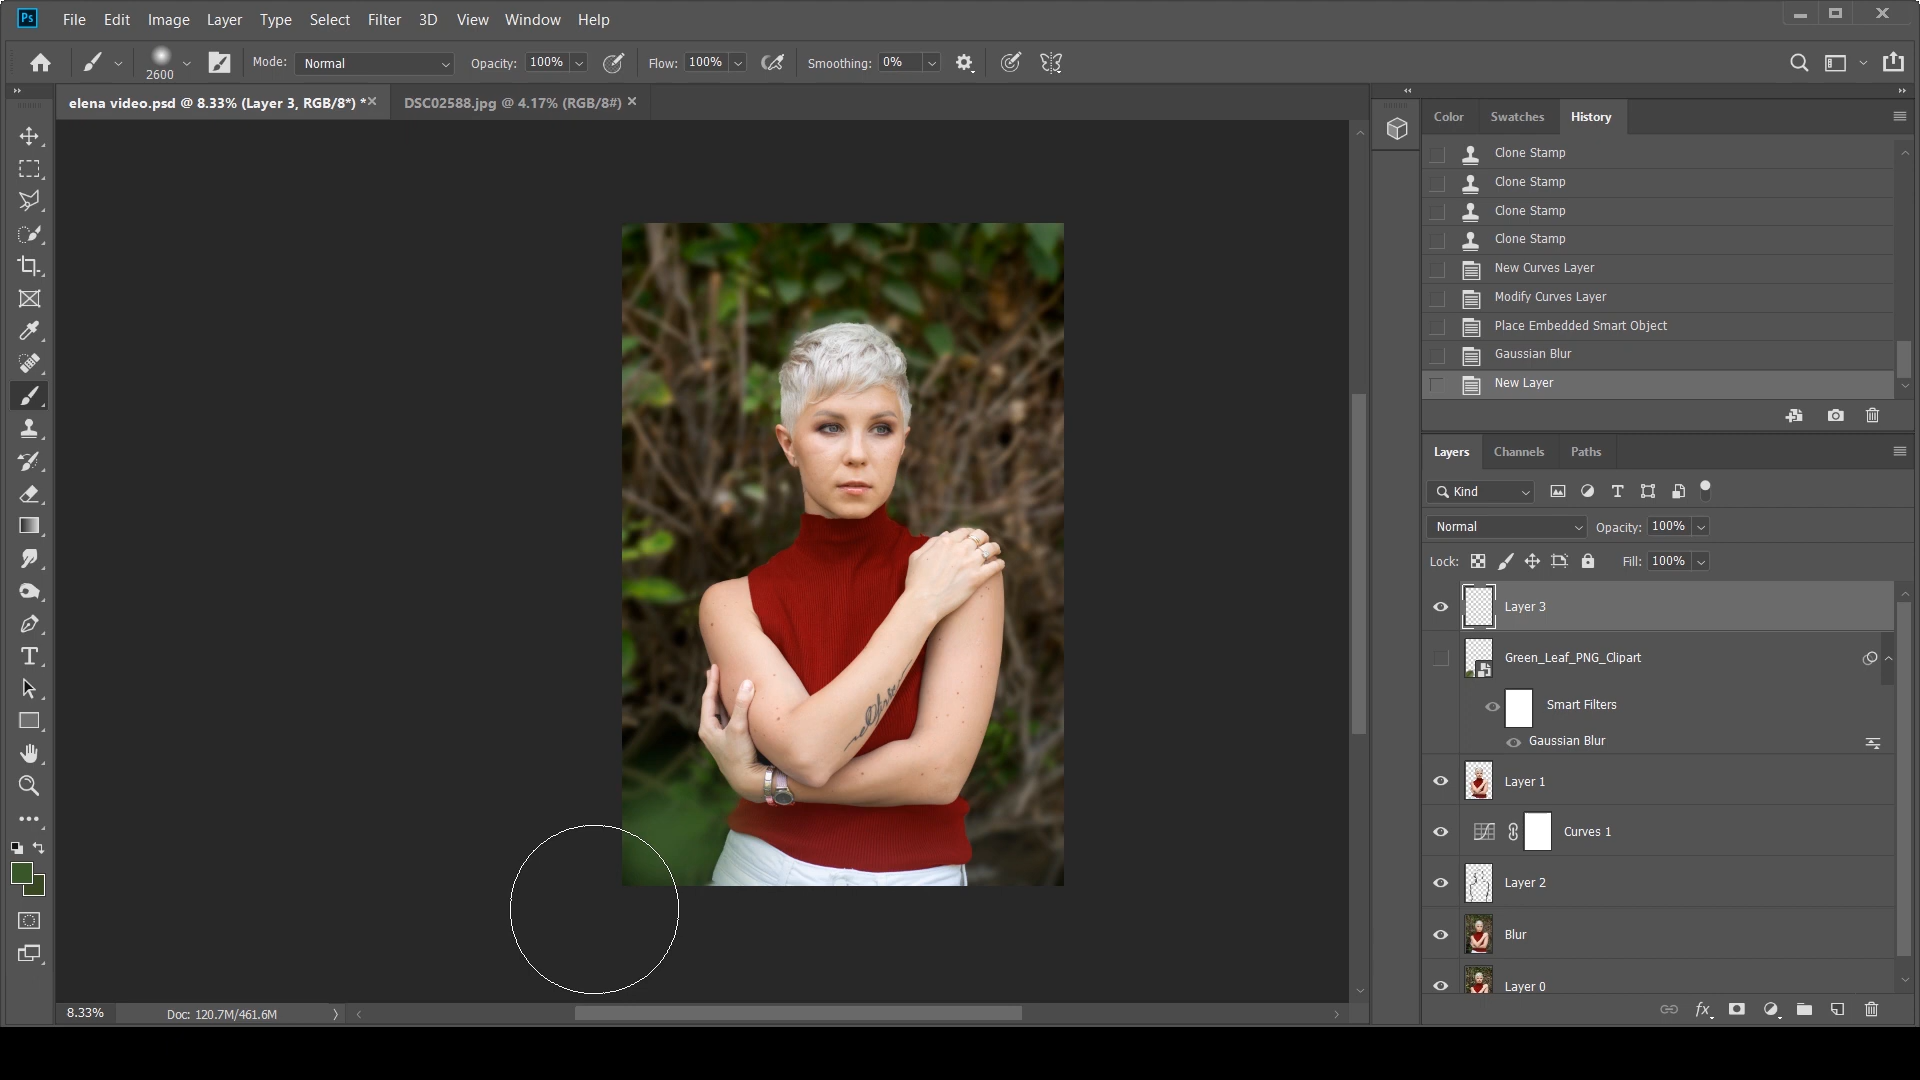 Ps File Edit Image Layer Type Select Filter 3D View Window Help
2600 Mode: Normal Opacity: 100% Flow: 100% Smoothing: 0%
elena video.psd @ 8.33% (Layer 3, RGB/8*) * DSC02588.jpg @ 4.17% (RGB/8#)
Color Swatches History
Clone Stamp
Clone Stamp
Clone Stamp
Clone Stamp
New Curves Layer
Modify Curves Layer
Place Embedded Smart Object
Gaussian Blur
New Layer
Layers Channels Paths
Kind
Normal Opacity: 100%
Lock: Fill: 100%
Layer 3
Green_Leaf_PNG_Clipart
Smart Filters
Gaussian Blur
Layer 1
Curves 1
Layer 2
Blur
Layer 0
8.33% Doc: 120.7M/461.6M